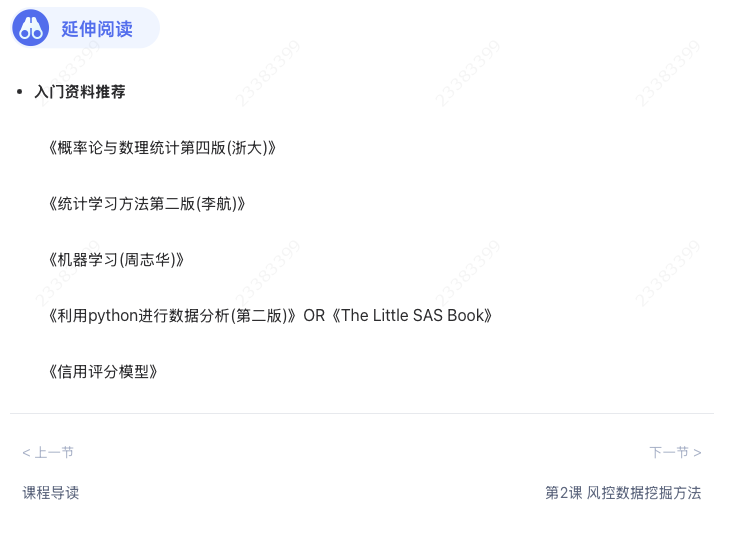 延伸阅读
23383399 23383399 23383399 23383399
• 入门资料推荐
《概率论与数理统计第四版(浙大)》
《统计学习方法第二版(李航)》
《机器学习(周志华)》
23383399 23383399 23383399 23383399
《利用python进行数据分析(第二版)》OR《The Little SAS Book》
《信用评分模型》
< 上一节 下一节 >
课程导读 第2课 风控数据挖掘方法